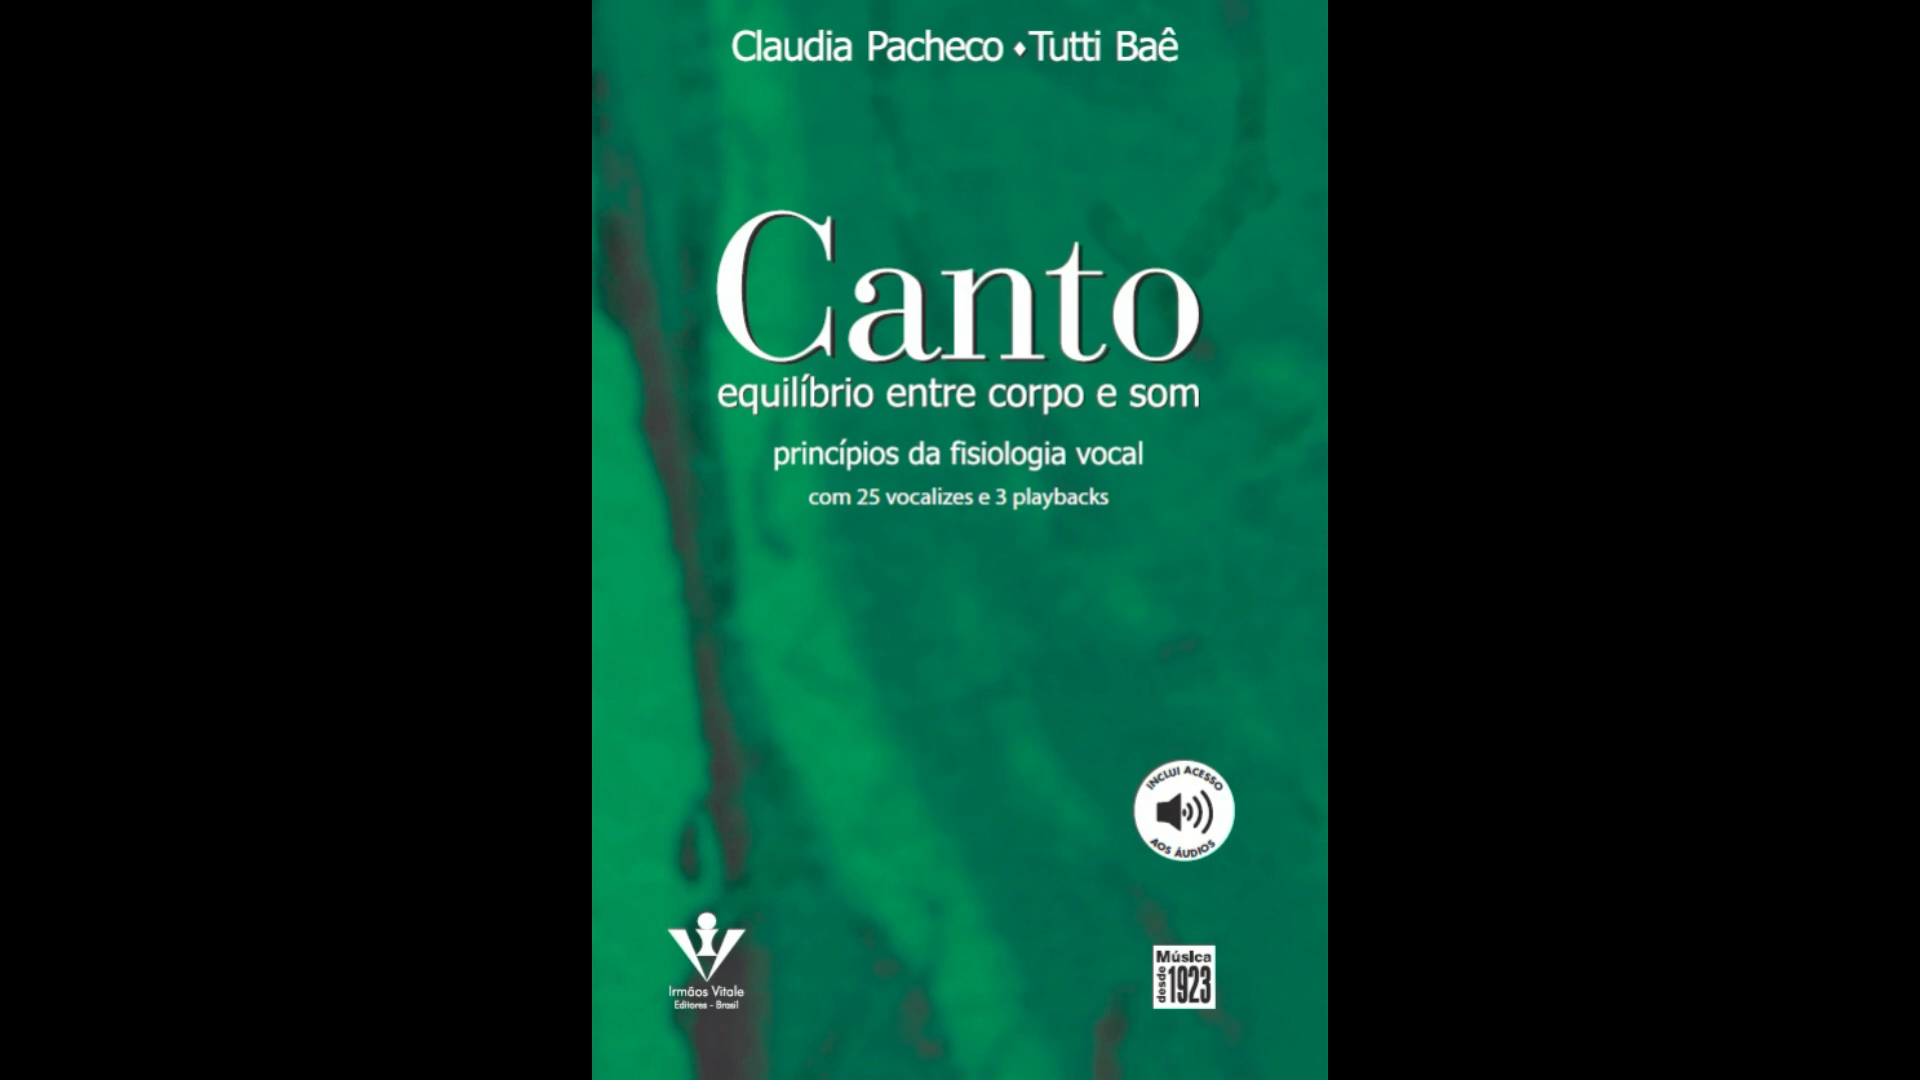 Claudia Pacheco ⬩ Tutti Baê
Canto
equilíbrio entre corpo e som
princípios da fisiologia vocal
com 25 vocalizes e 3 playbacks
INCLUI ACESSO
AOS ÁUDIOS
Irmãos Vitale
Editores - Brasil
Música
desde
1923